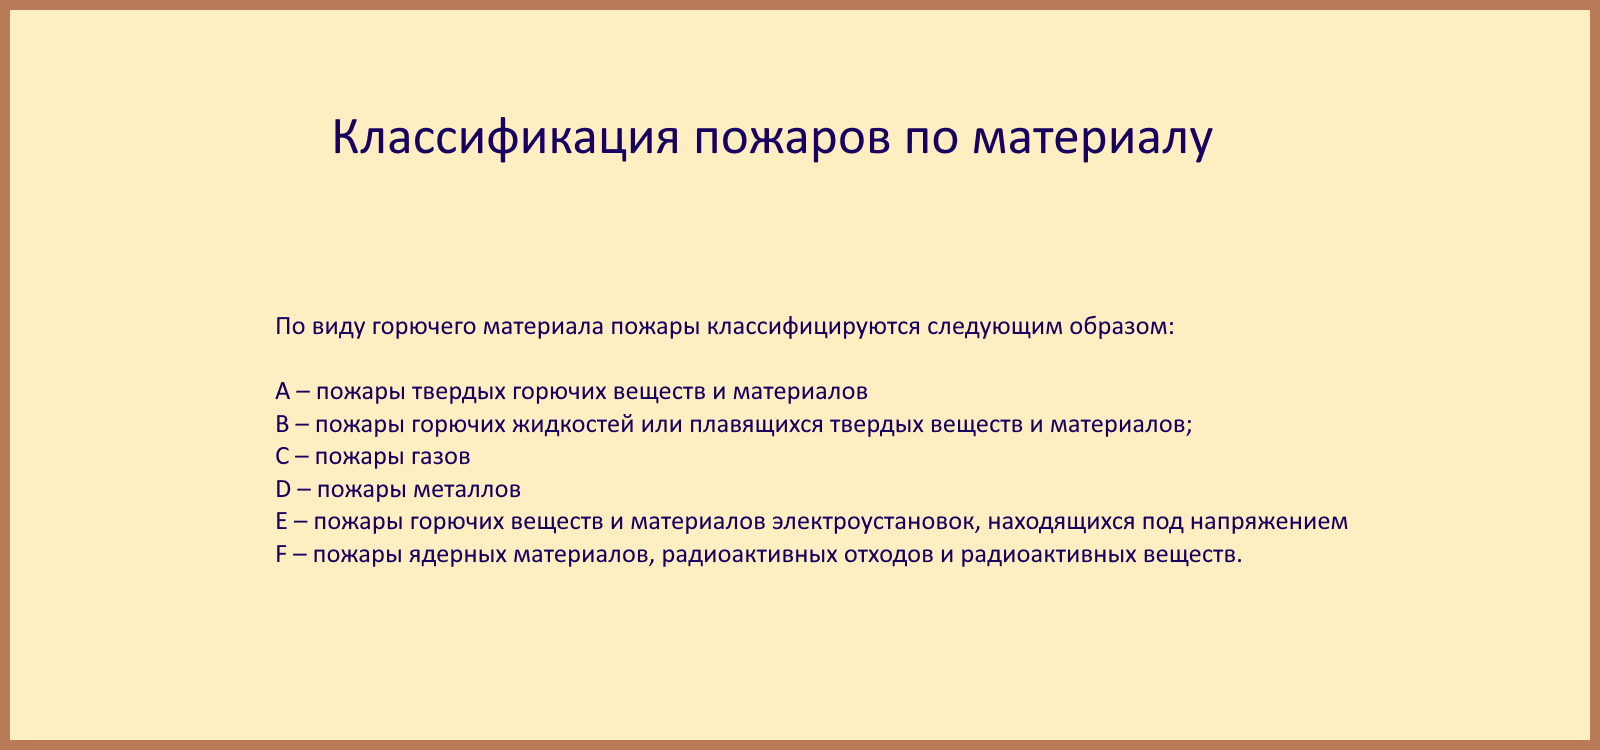 Классификация пожаров по материалу
По виду горючего материала пожары классифицируются следующим образом:
A – пожары твердых горючих веществ и материалов
B – пожары горючих жидкостей или плавящихся твердых веществ и материалов;
C – пожары газов
D – пожары металлов
E – пожары горючих веществ и материалов электроустановок, находящихся под напряжением
F – пожары ядерных материалов, радиоактивных отходов и радиоактивных веществ.